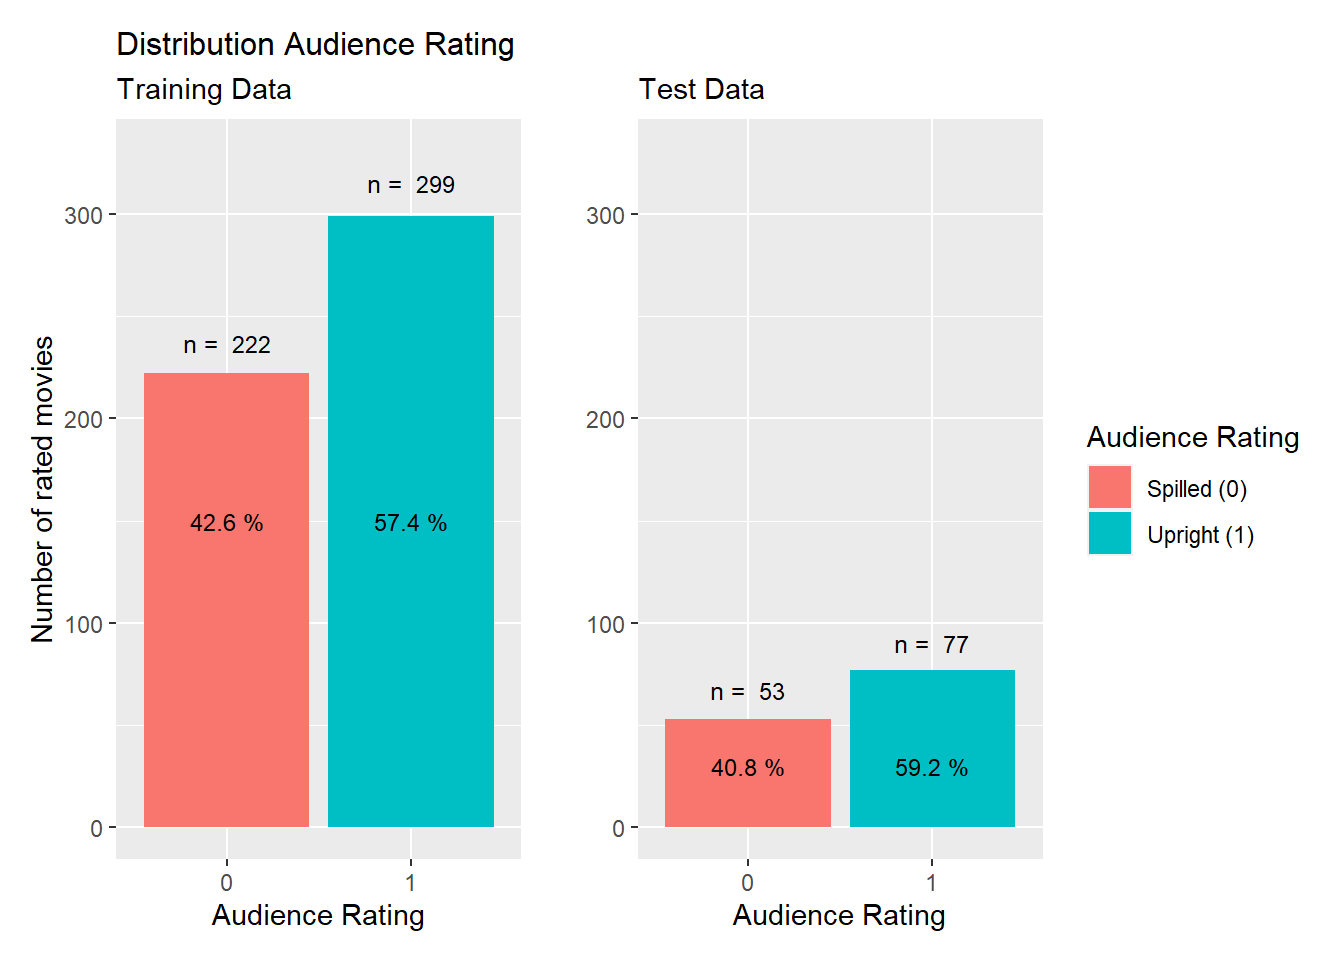 Distribution Audience Rating
Training Data
Test Data
Number of rated movies
300
200
100
0
n =  222
n =  299
42.6 %
57.4 %
0
1
Audience Rating
300
200
100
0
n =  53
n =  77
40.8 %
59.2 %
0
1
Audience Rating
Audience Rating
Spilled (0)
Upright (1)